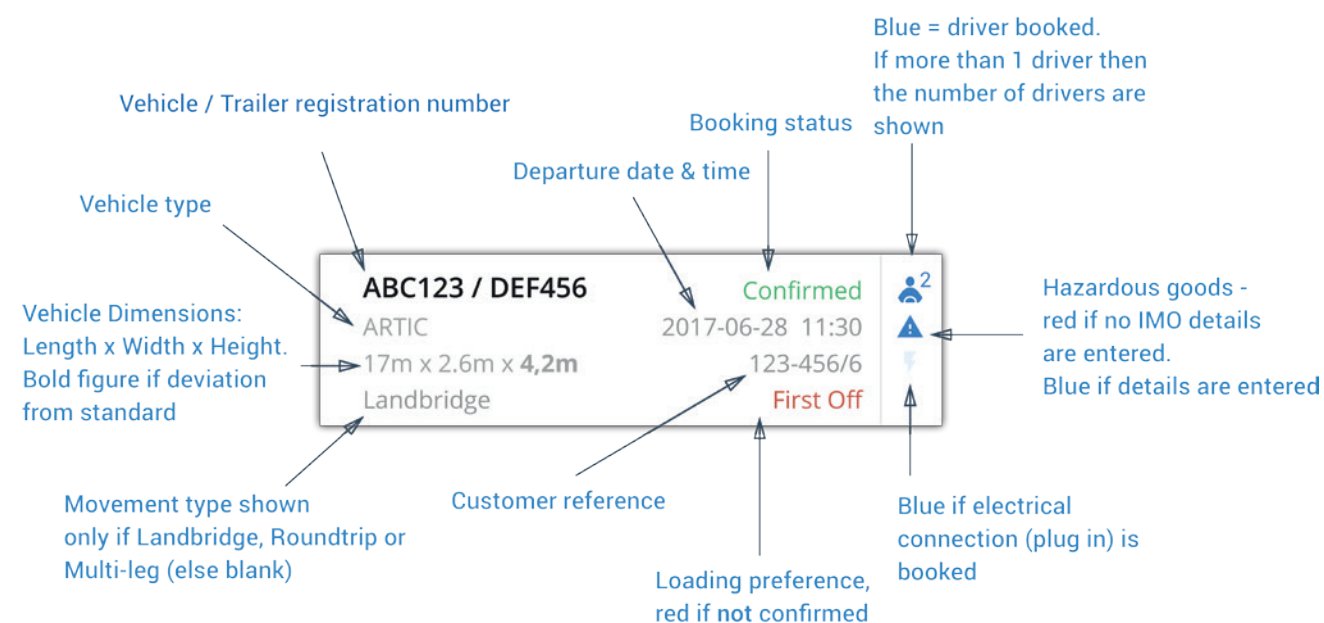 Blue = driver booked.
If more than 1 driver then
the number of drivers are
shown
Vehicle / Trailer registration number
Booking status
Departure date & time
Vehicle type
ABC123 / DEF456
Confirmed
2
ARTIC
2017-06-28 11:30
17m x 2.6m x 4,2m
123-456/6
Landbridge
First Off
Vehicle Dimensions:
Length x Width x Height.
Bold figure if deviation
from standard
Hazardous goods -
red if no IMO details
are entered.
Blue if details are entered
Movement type shown
only if Landbridge, Roundtrip or
Multi-leg (else blank)
Customer reference
Loading preference,
red if not confirmed
Blue if electrical
connection (plug in) is
booked